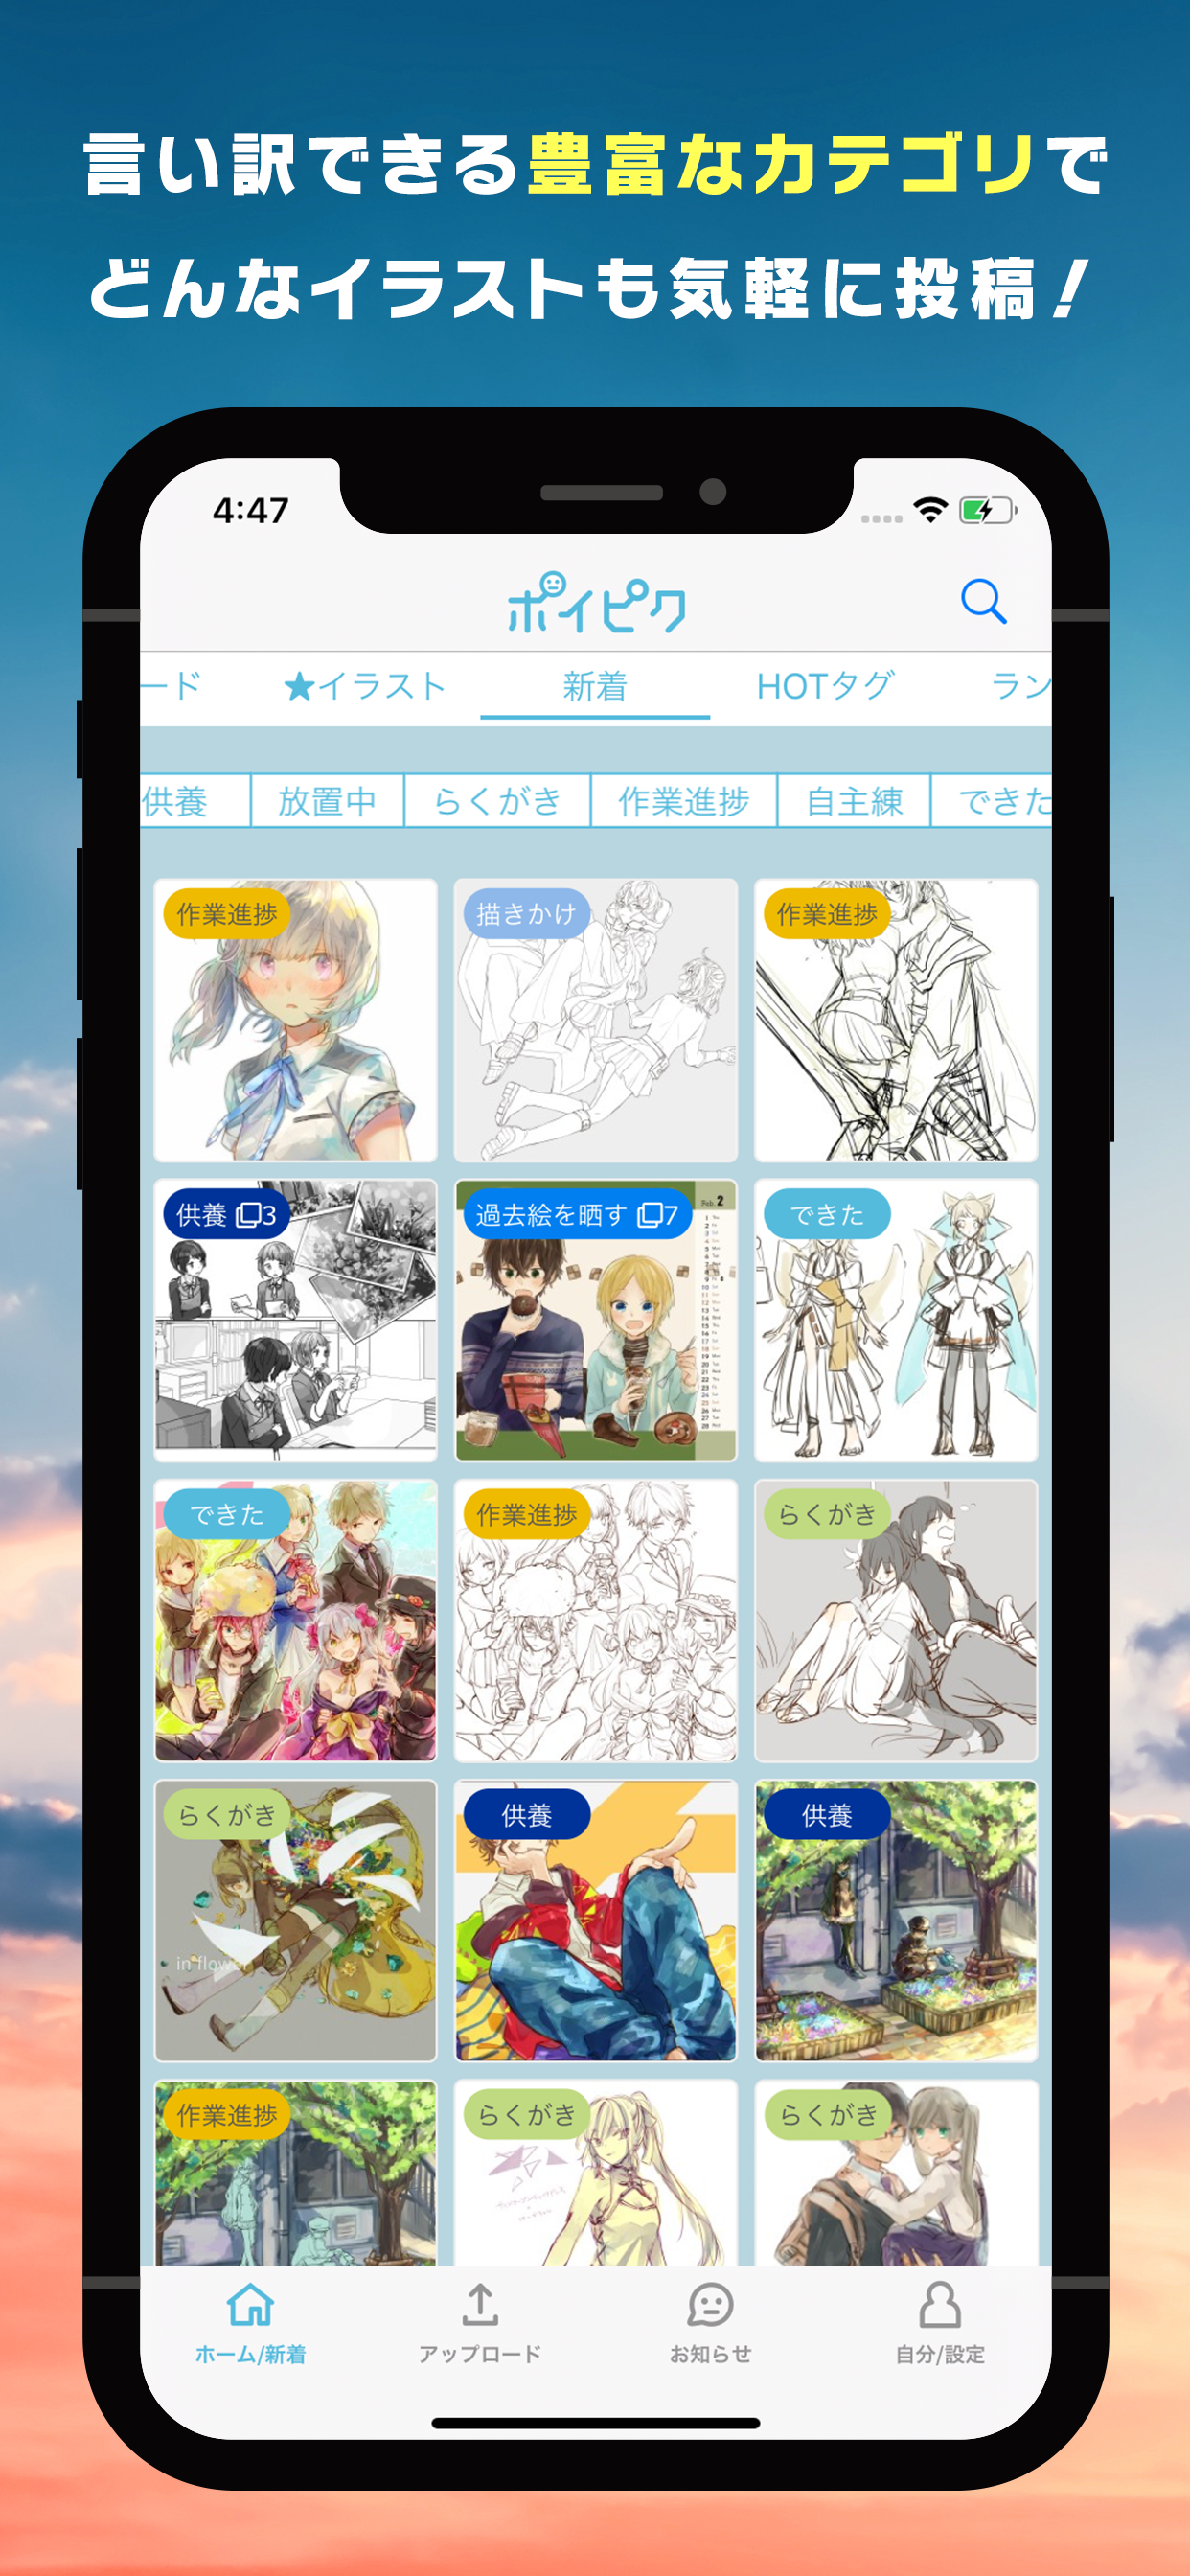 言い訳できる豊富なカテゴリで
どんなイラストも気軽に投稿！
4:47
ポイピク
ード ★イラスト 新着 HOTタグ ラン
供養 放置中 らくがき 作業進捗 自主練 できた
作業進捗 描きかけ 作業進捗
供養 3 過去絵を晒す 7 できた
Feb. 2
できた 作業進捗 らくがき
らくがき 供養 供養
in flower
作業進捗 らくがき らくがき
ホーム/新着 アップロード お知らせ 自分/設定